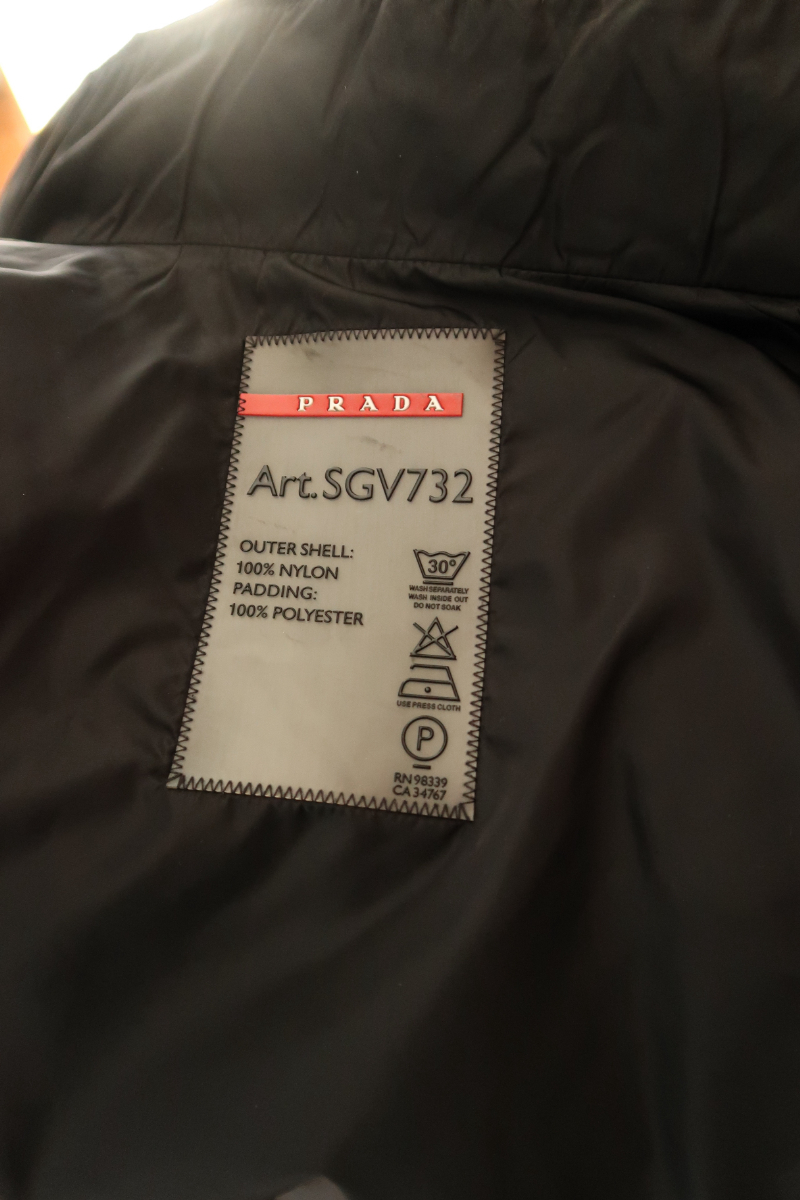 PRADA
Art.SGV732
OUTER SHELL:
100% NYLON
PADDING:
100% POLYESTER
30°
WASH SEPARATELY
WASH INSIDE OUT
DO NOT SOAK
USE PRESS CLOTH
P
RN 98339
CA 34767